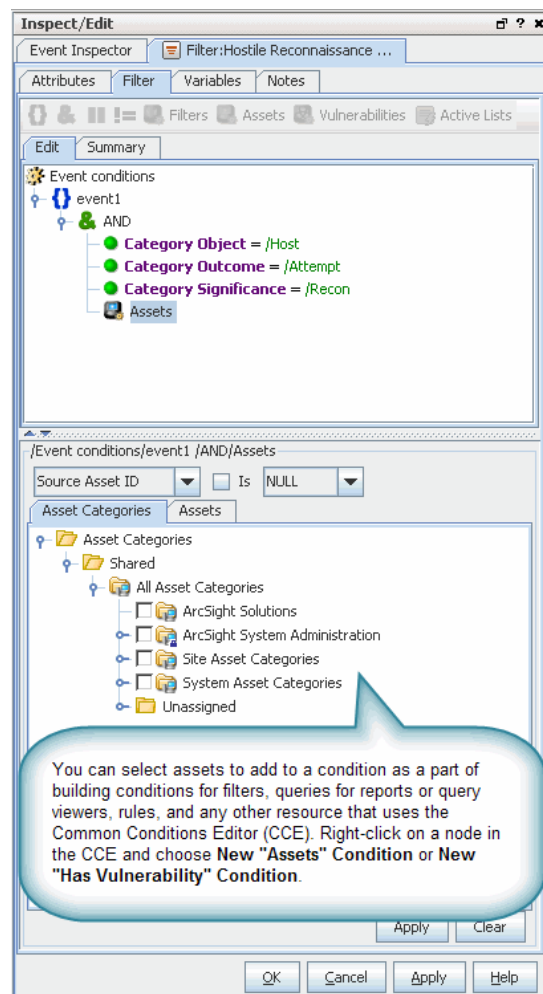 Inspect/Edit
Event Inspector
Filter:Hostile Reconnaissance ...
Attributes
Filter
Variables
Notes
{} & != Filters Assets Vulnerabilities Active Lists
Edit
Summary
Event conditions
{} event1
& AND
Category Object = /Host
Category Outcome = /Attempt
Category Significance = /Recon
Assets
/Event conditions/event1 /AND/Assets
Source Asset ID
Is
NULL
Asset Categories
Assets
Asset Categories
Shared
All Asset Categories
ArcSight Solutions
ArcSight System Administration
Site Asset Categories
System Asset Categories
Unassigned
You can select assets to add to a condition as a part of
building conditions for filters, queries for reports or query
viewers, rules, and any other resource that uses the
Common Conditions Editor (CCE). Right-click on a node in
the CCE and choose New "Assets" Condition or New
"Has Vulnerability" Condition.
Apply
Clear
OK
Cancel
Apply
Help